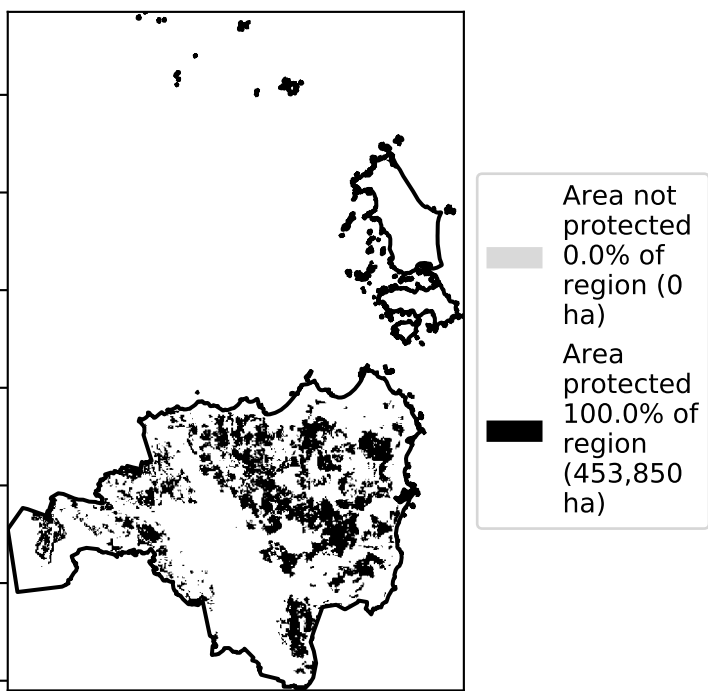 Area not
protected
0.0% of
region (0
ha)
Area
protected
100.0% of
region
(453,850
ha)